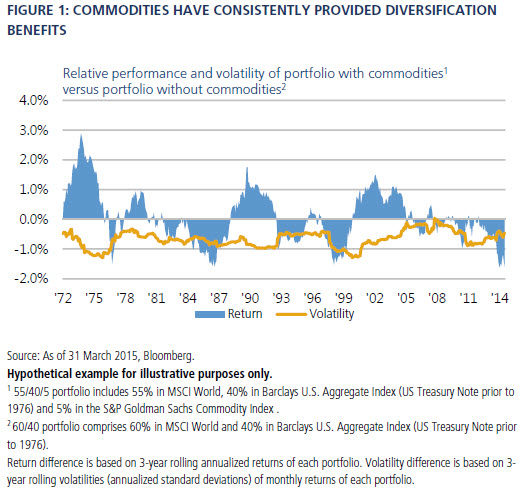 FIGURE 1: COMMODITIES HAVE CONSISTENTLY PROVIDED DIVERSIFICATION
BENEFITS
Relative performance and volatility of portfolio with commodities¹
versus portfolio without commodities²
4.0%
3.0%
2.0%
1.0%
0.0%
-1.0%
-2.0%
'72 '75 '78 '81 '84 '87 '90 '93 '96 '99 '02 '05 '08 '11 '14
Return Volatility
Source: As of 31 March 2015, Bloomberg.
Hypothetical example for illustrative purposes only.
¹ 55/40/5 portfolio includes 55% in MSCI World, 40% in Barclays U.S. Aggregate Index (US Treasury Note prior to
1976) and 5% in the S&P Goldman Sachs Commodity Index .
² 60/40 portfolio comprises 60% in MSCI World and 40% in Barclays U.S. Aggregate Index (US Treasury Note prior
to 1976).
Return difference is based on 3-year rolling annualized returns of each portfolio. Volatility difference is based on 3-
year rolling volatilities (annualized standard deviations) of monthly returns of each portfolio.